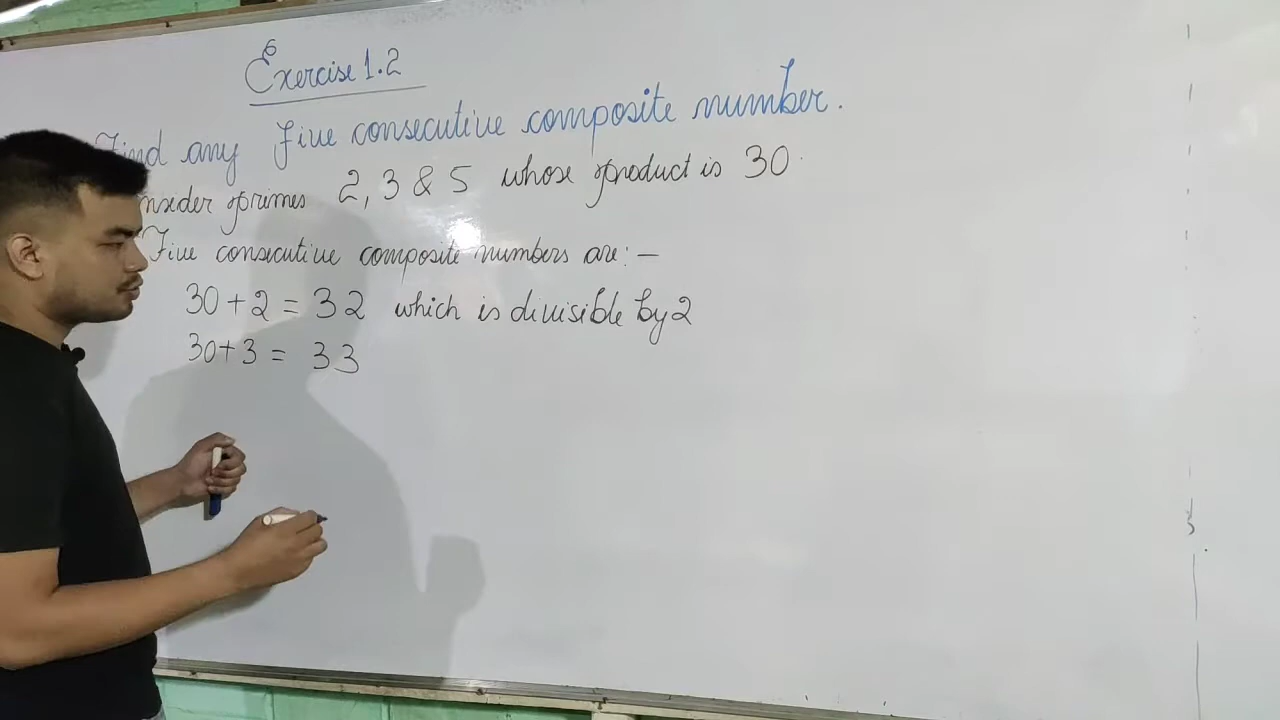 Exercise 1.2
Find any five consecutive composite number.
primes 2, 3 & 5 whose product is 30
Five consecutive composite numbers are:—
30+2 = 32 which is divisible by 2
30+3 = 33